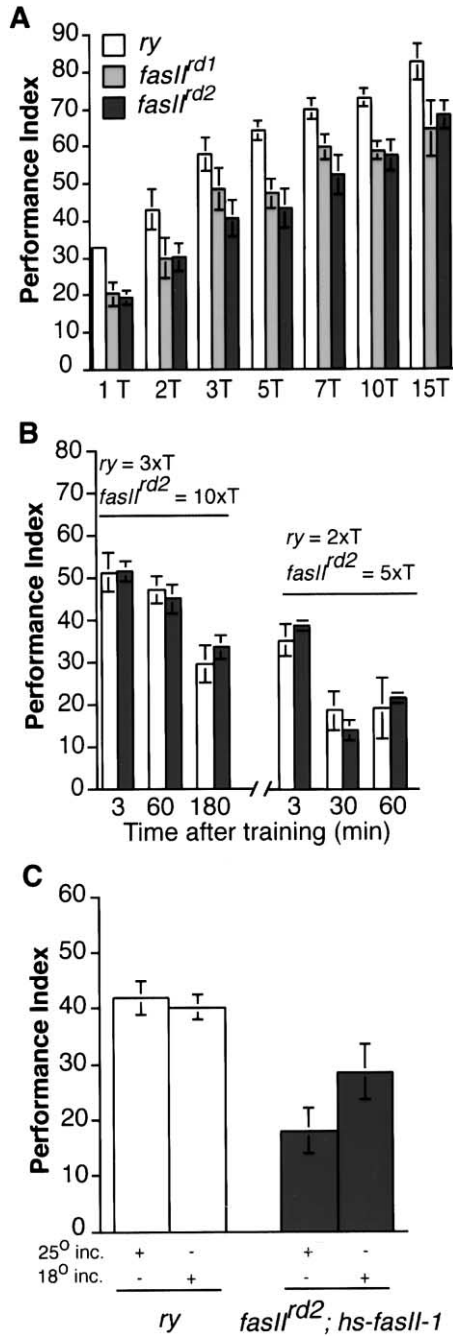 A
ry
fasII^rd1
fasII^rd2
Performance Index
90
80
70
60
50
40
30
20
10
0
1 T 2T 3T 5T 7T 10T 15T
B
ry = 3xT
fasII^rd2 = 10xT
ry = 2xT
fasII^rd2 = 5xT
Performance Index
80
70
60
50
40
30
20
10
0
3 60 180 3 30 60
Time after training (min)
C
Performance Index
60
50
40
30
20
10
0
25° inc. + - + -
18° inc. - + - +
ry fasII^rd2; hs-fasII-1